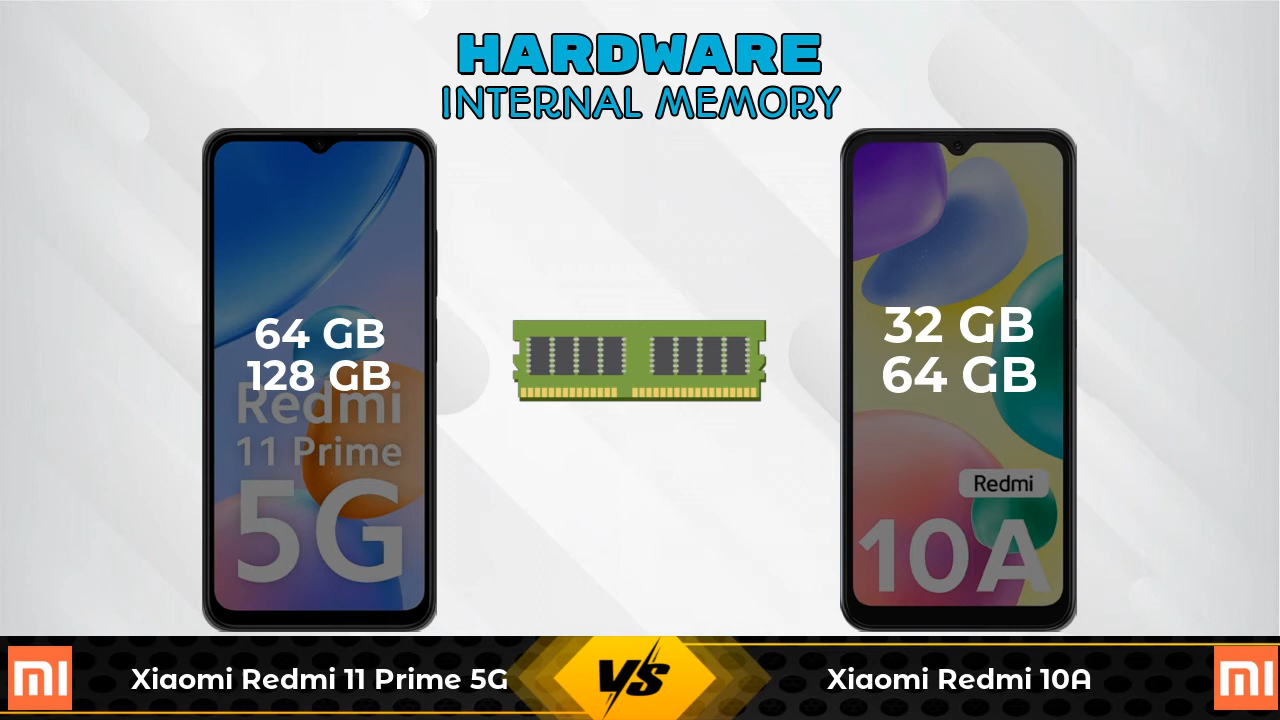 HARDWARE
INTERNAL MEMORY
64 GB
128 GB
Redmi
11 Prime
5G
32 GB
64 GB
Redmi
10A
MI
Xiaomi Redmi 11 Prime 5G
VS
Xiaomi Redmi 10A
MI